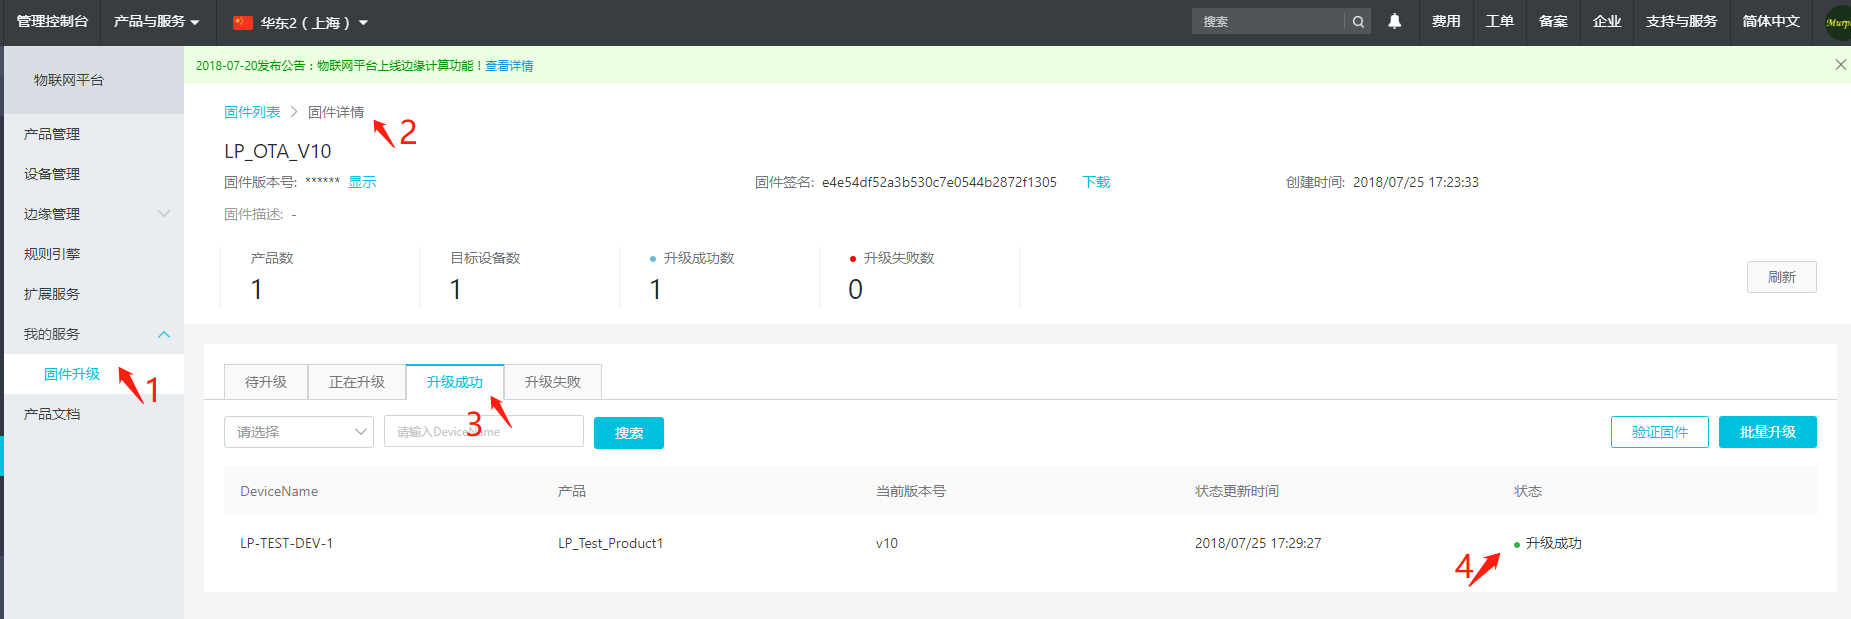 管理控制台 产品与服务 华东2（上海） 搜索 费用 工单 备案 企业 支持与服务 简体中文
物联网平台
2018-07-20发布公告：物联网平台上线边缘计算功能！查看详情
产品管理
设备管理
边缘管理
规则引擎
扩展服务
我的服务
固件升级 1
产品文档
固件列表 > 固件详情 2
LP_OTA_V10
固件版本号: ****** 显示 固件签名: e4e54df52a3b530c7e0544b2872f1305 下载 创建时间: 2018/07/25 17:23:33
固件描述: -
产品数 目标设备数 升级成功数 升级失败数
1 1 1 0
刷新
待升级 正在升级 升级成功 升级失败
3
请选择 请输入DeviceName 搜索 验证固件 批量升级
DeviceName 产品 当前版本号 状态更新时间 状态
LP-TEST-DEV-1 LP_Test_Product1 v10 2018/07/25 17:29:27 升级成功
4